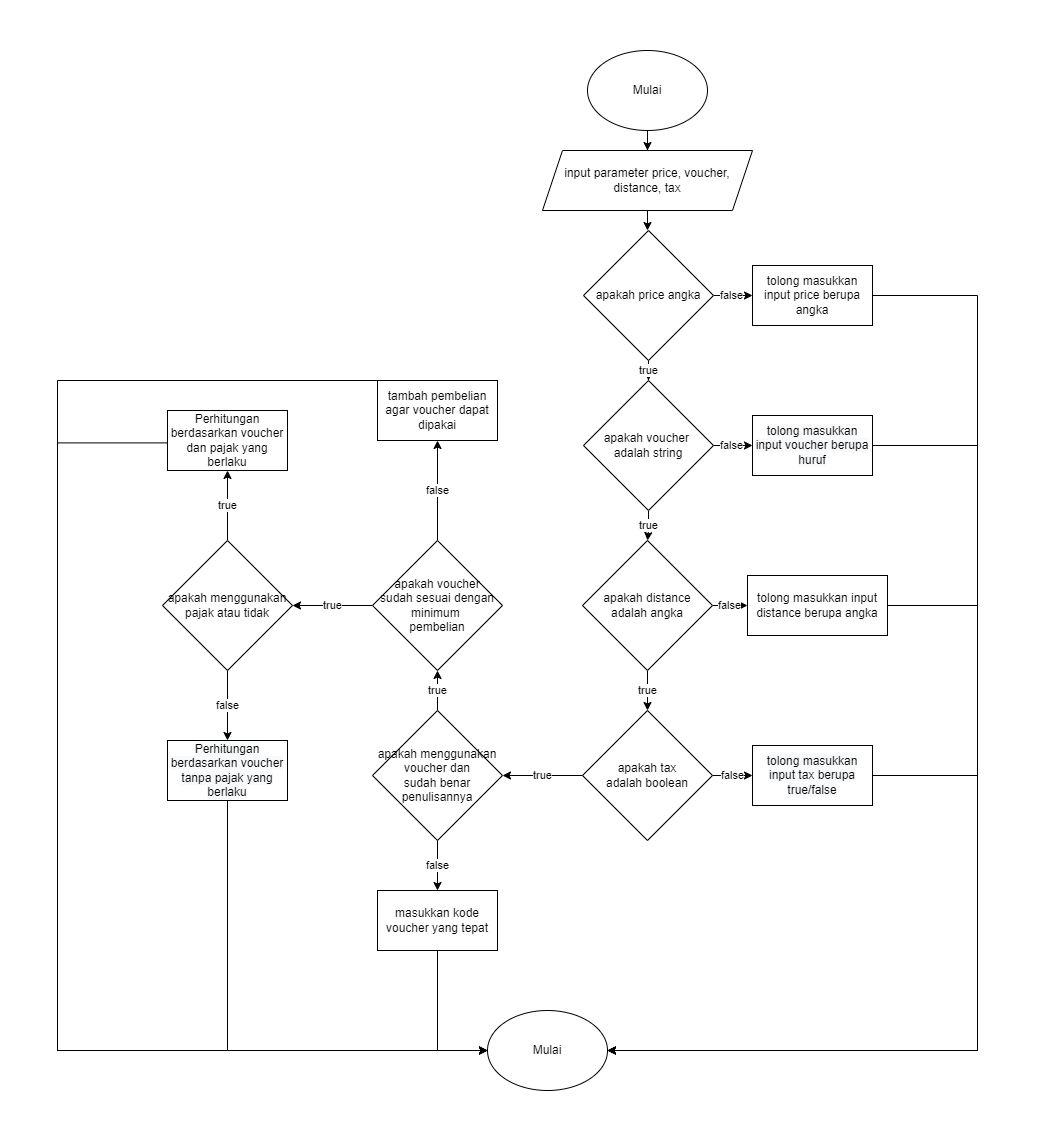 Mulai
input parameter price, voucher,
distance, tax
apakah price angka
false
tolong masukkan
input price berupa
angka
true
apakah voucher
adalah string
false
tolong masukkan
input voucher berupa
huruf
true
apakah distance
adalah angka
false
tolong masukkan input
distance berupa angka
true
apakah tax
adalah boolean
false
tolong masukkan
input tax berupa
true/false
true
apakah menggunakan
voucher dan
sudah benar
penulisannya
false
masukkan kode
voucher yang tepat
true
apakah voucher
sudah sesuai dengan
minimum
pembelian
false
tambah pembelian
agar voucher dapat
dipakai
true
apakah menggunakan
pajak atau tidak
true
Perhitungan
berdasarkan voucher
dan pajak yang
berlaku
false
Perhitungan
berdasarkan voucher
tanpa pajak yang
berlaku
Mulai